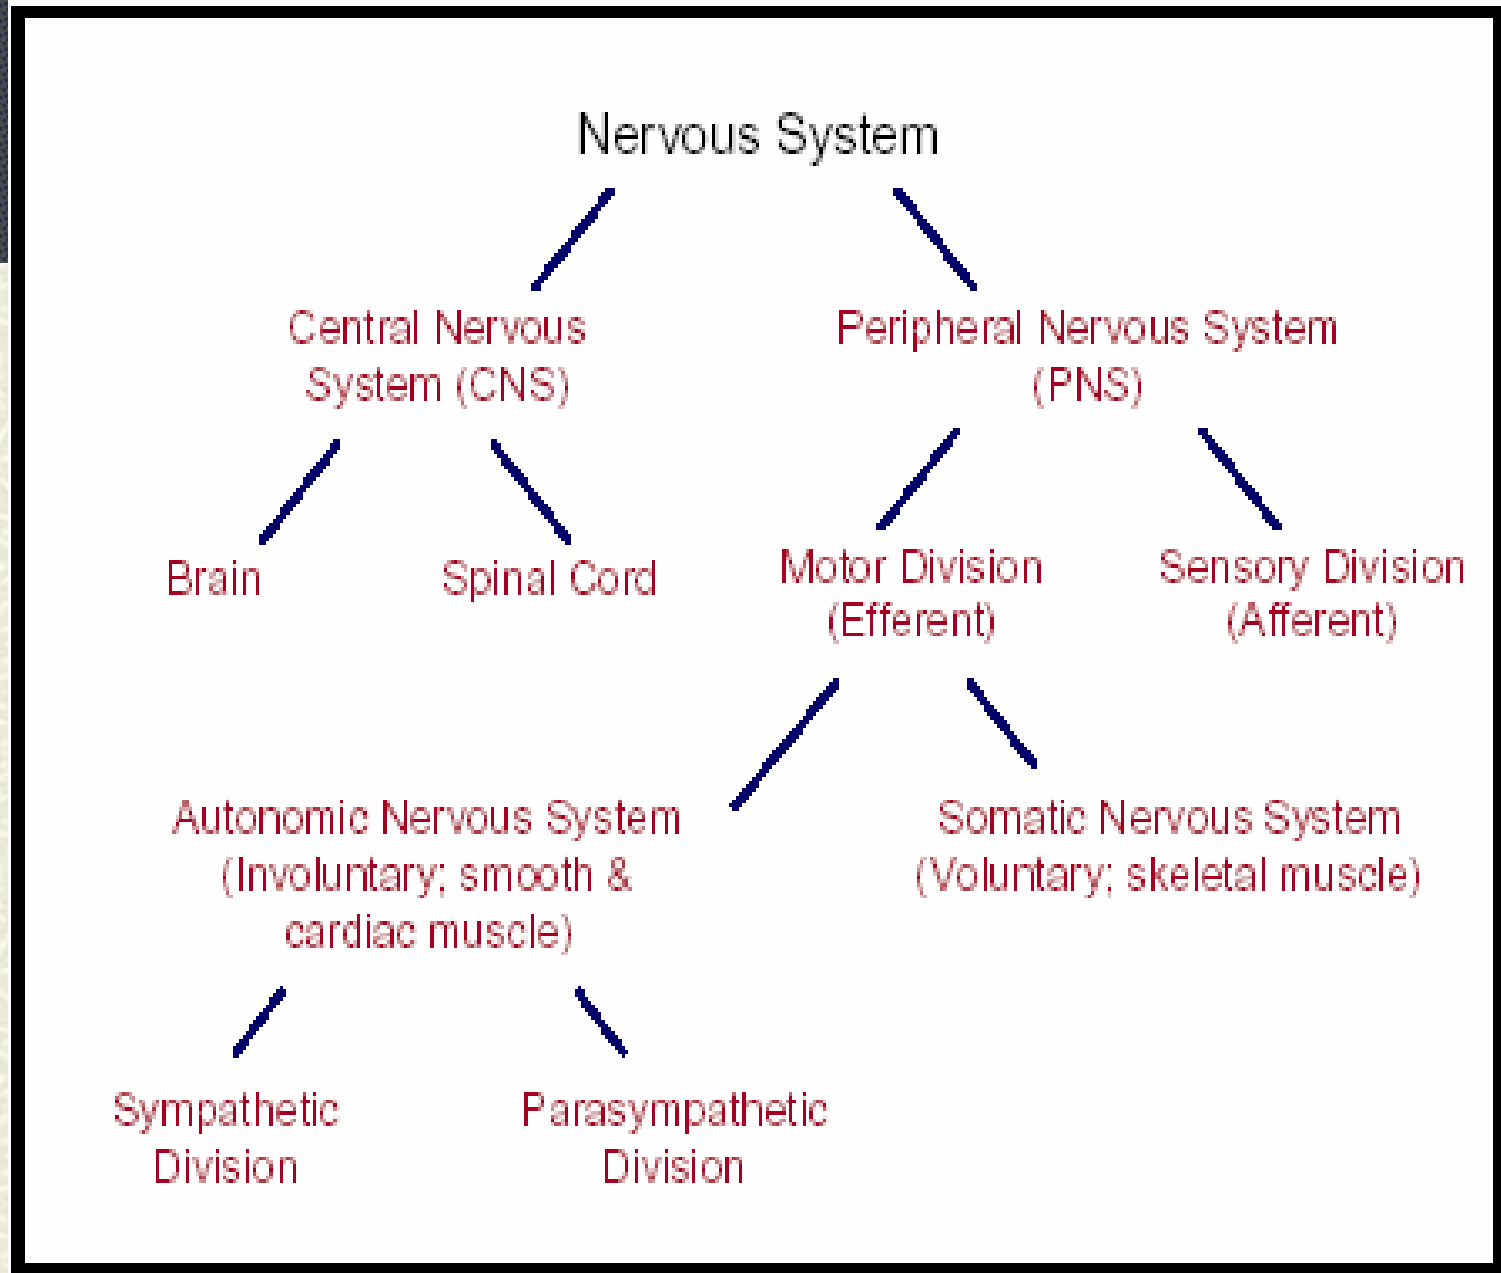 Nervous System
Central Nervous
System (CNS)
Peripheral Nervous System
(PNS)
Brain
Spinal Cord
Motor Division
(Efferent)
Sensory Division
(Afferent)
Autonomic Nervous System
(Involuntary; smooth &
cardiac muscle)
Somatic Nervous System
(Voluntary; skeletal muscle)
Sympathetic
Division
Parasympathetic
Division